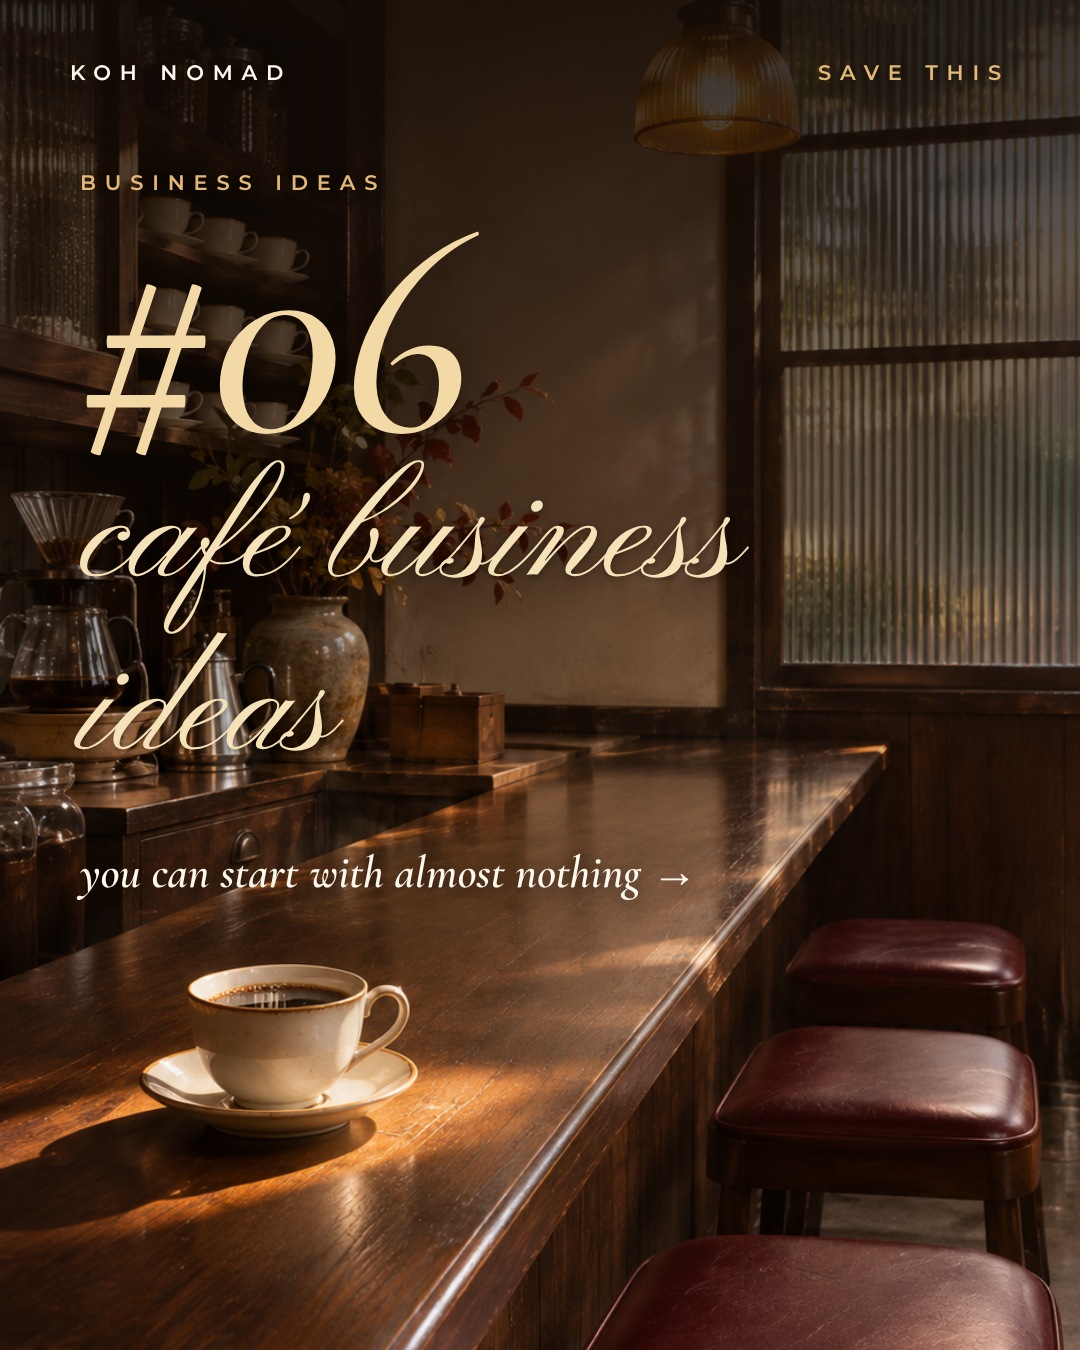 KOH NOMAD
SAVE THIS
BUSINESS IDEAS
#06
café business
ideas
you can start with almost nothing →